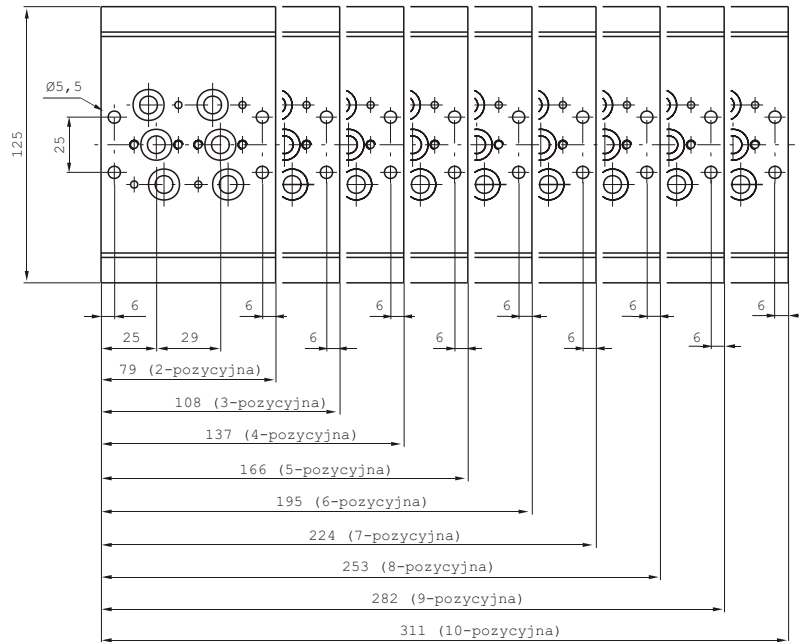 Ø5,5
125
25
6
6
6
6
6
6
25
29
6
6
6
6
79 (2-pozycyjna)
108 (3-pozycyjna)
137 (4-pozycyjna)
166 (5-pozycyjna)
195 (6-pozycyjna)
224 (7-pozycyjna)
253 (8-pozycyjna)
282 (9-pozycyjna)
311 (10-pozycyjna)